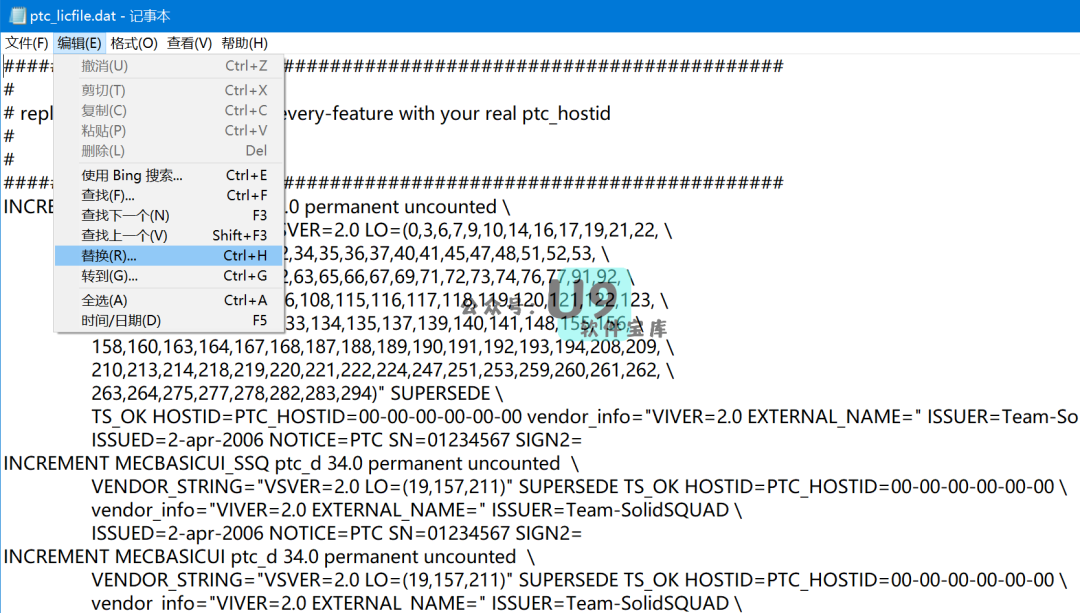 ptc_licfile.dat - 记事本
文件(F) 编辑(E) 格式(O) 查看(V) 帮助(H)
撤消(U) Ctrl+Z
剪切(T) Ctrl+X
复制(C) Ctrl+C
粘贴(P) Ctrl+V
删除(L) Del
使用 Bing 搜索... Ctrl+E
查找(F)... Ctrl+F
查找下一个(N) F3
查找上一个(V) Shift+F3
替换(R)... Ctrl+H
转到(G)... Ctrl+G
全选(A) Ctrl+A
时间/日期(D) F5
#
# repl every-feature with your real ptc_hostid
#
#
INCRE .0 permanent uncounted \
SVER=2.0 LO=(0,3,6,7,9,10,14,16,17,19,21,22, \
2,34,35,36,37,40,41,45,47,48,51,52,53, \
2,63,65,66,67,69,71,72,73,74,76,77,91,92, \
6,108,115,116,117,118,119,120,121,122,123, \
33,134,135,137,139,140,141,148,155,156, \
公众号: U9
软件宝库
158,160,163,164,167,168,187,188,189,190,191,192,193,194,208,209, \
210,213,214,218,219,220,221,222,224,247,251,253,259,260,261,262, \
263,264,275,277,278,282,283,294)" SUPERSEDE \
TS_OK HOSTID=PTC_HOSTID=00-00-00-00-00-00 vendor_info="VIVER=2.0 EXTERNAL_NAME=" ISSUER=Team-So
ISSUED=2-apr-2006 NOTICE=PTC SN=01234567 SIGN2=
INCREMENT MECBASICUI_SSQ ptc_d 34.0 permanent uncounted \
VENDOR_STRING="VSVER=2.0 LO=(19,157,211)" SUPERSEDE TS_OK HOSTID=PTC_HOSTID=00-00-00-00-00-00 \
vendor_info="VIVER=2.0 EXTERNAL_NAME=" ISSUER=Team-SolidSQUAD \
ISSUED=2-apr-2006 NOTICE=PTC SN=01234567 SIGN2=
INCREMENT MECBASICUI ptc_d 34.0 permanent uncounted \
VENDOR_STRING="VSVER=2.0 LO=(19,157,211)" SUPERSEDE TS_OK HOSTID=PTC_HOSTID=00-00-00-00-00-00 \
vendor_info="VIVER=2.0 EXTERNAL_NAME=" ISSUER=Team-SolidSQUAD \